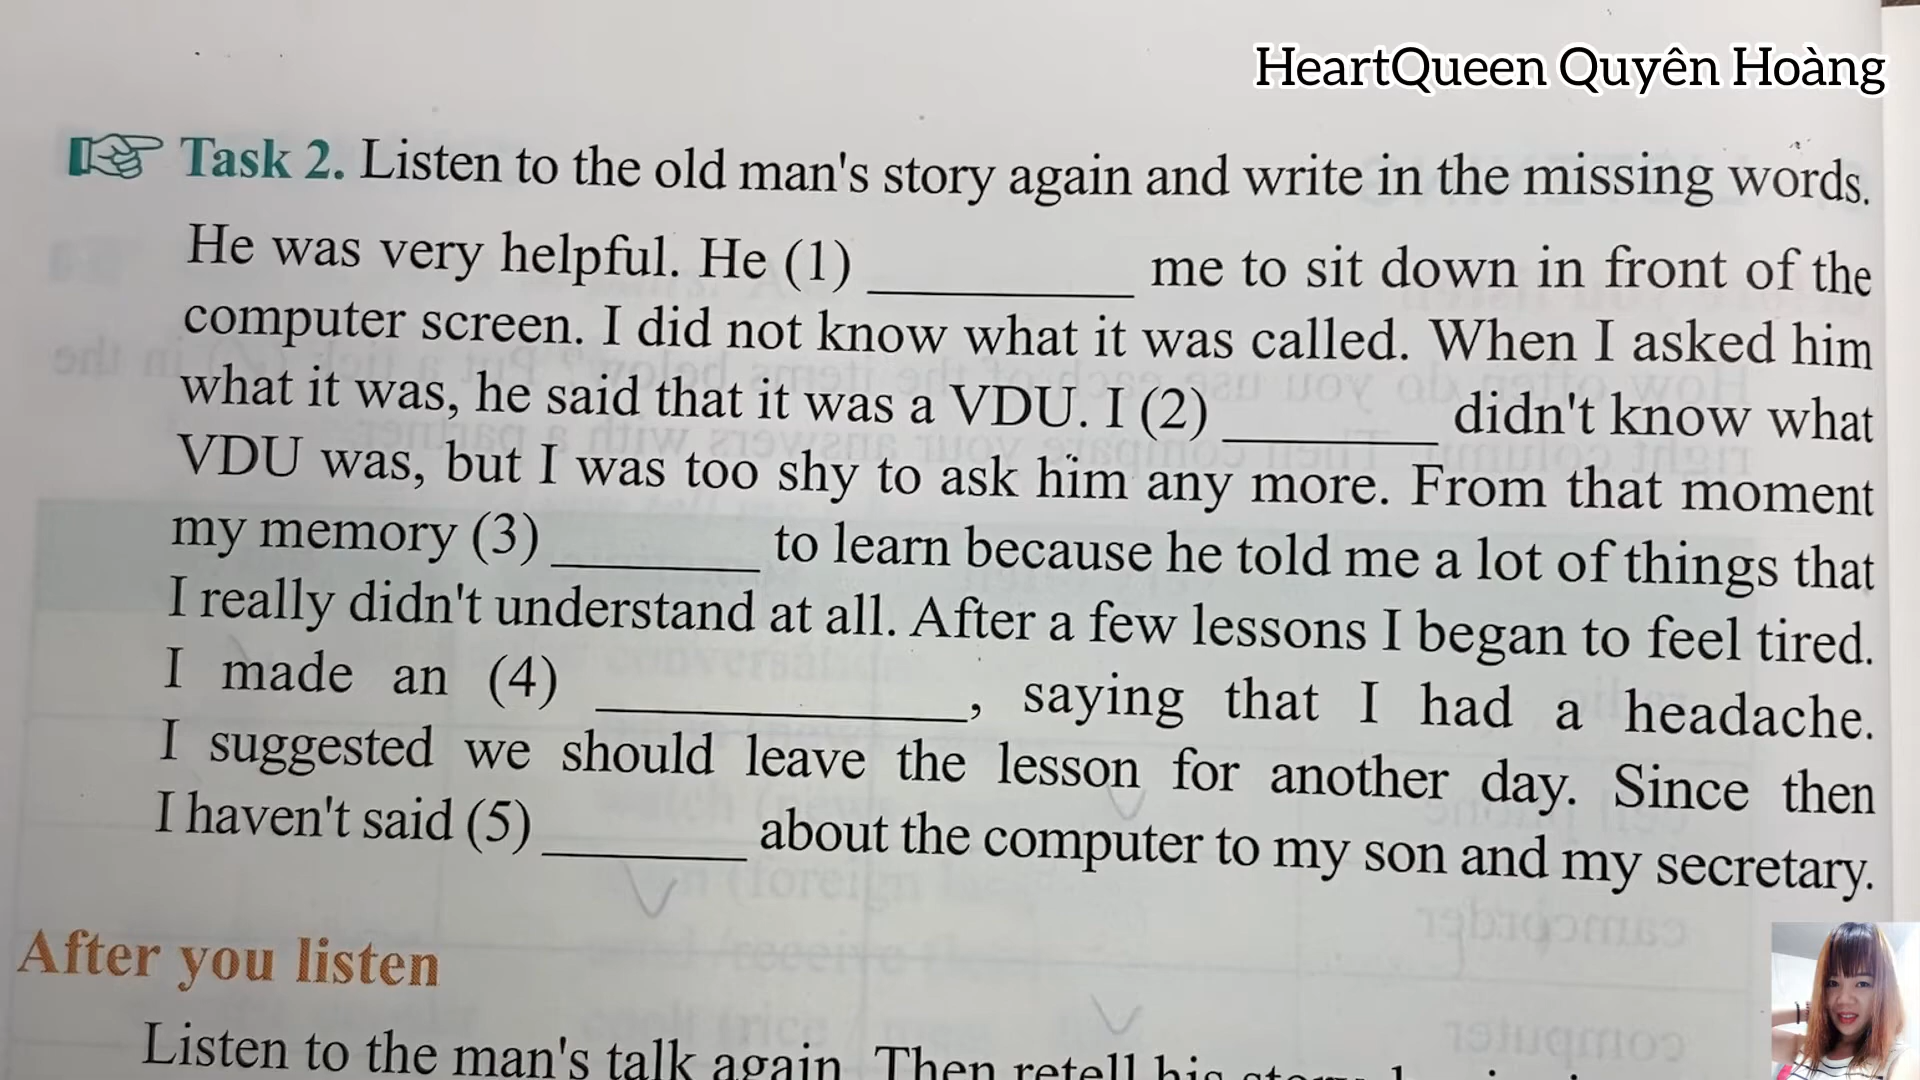 HeartQueen Quyên Hoàng
Task 2. Listen to the old man's story again and write in the missing words.
He was very helpful. He (1) __________ me to sit down in front of the
computer screen. I did not know what it was called. When I asked him
what it was, he said that it was a VDU. I (2) ________ didn't know what
VDU was, but I was too shy to ask him any more. From that moment
my memory (3) ________ to learn because he told me a lot of things that
I really didn't understand at all. After a few lessons I began to feel tired.
I made an (4) ______________, saying that I had a headache.
I suggested we should leave the lesson for another day. Since then
I haven't said (5) ________ about the computer to my son and my secretary.
After you listen
Listen to the man's talk again. Then retell his